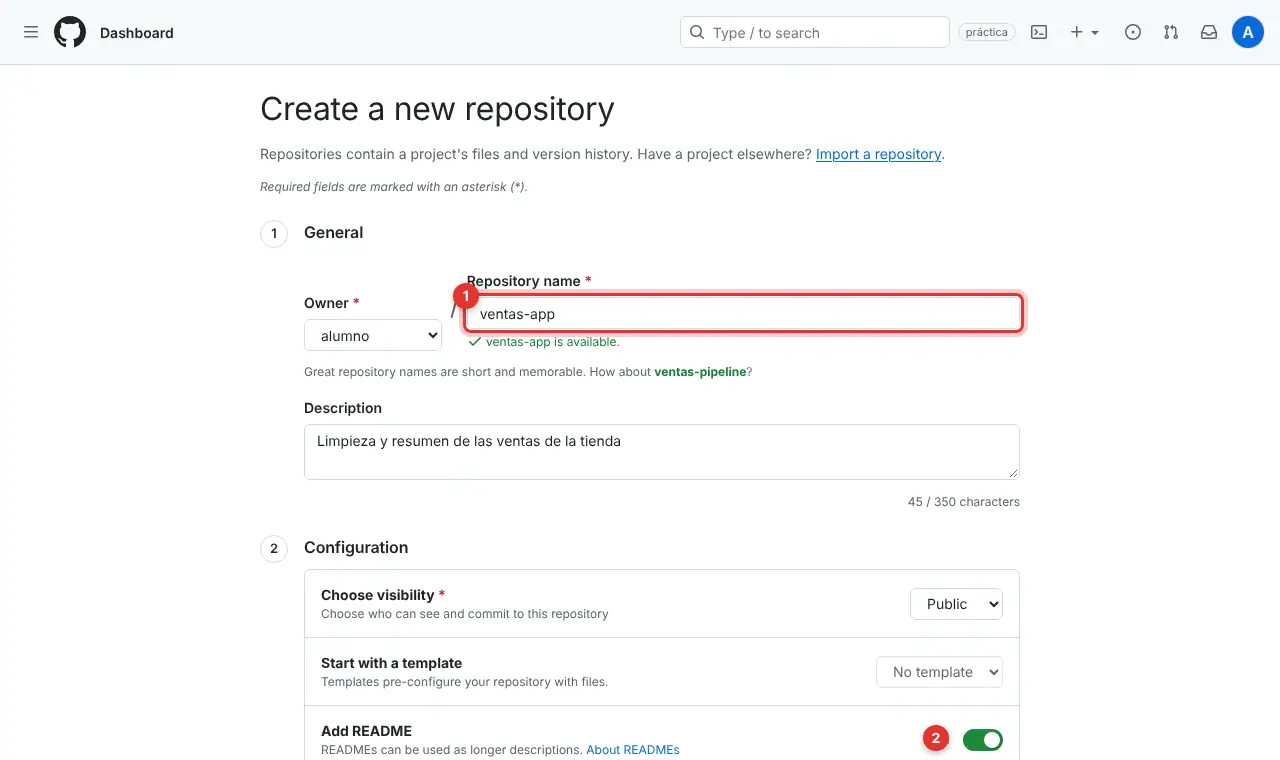 Dashboard
Type / to search
práctica
A
Create a new repository
Repositories contain a project's files and version history. Have a project elsewhere? Import a repository.
Required fields are marked with an asterisk (*).
1 General
Repository name *
Owner *
1
alumno
/
ventas-app
ventas-app is available.
Great repository names are short and memorable. How about ventas-pipeline?
Description
Limpieza y resumen de las ventas de la tienda
45 / 350 characters
2 Configuration
Choose visibility *
Choose who can see and commit to this repository
Public
Start with a template
Templates pre-configure your repository with files.
No template
Add README
READMEs can be used as longer descriptions. About READMEs
2